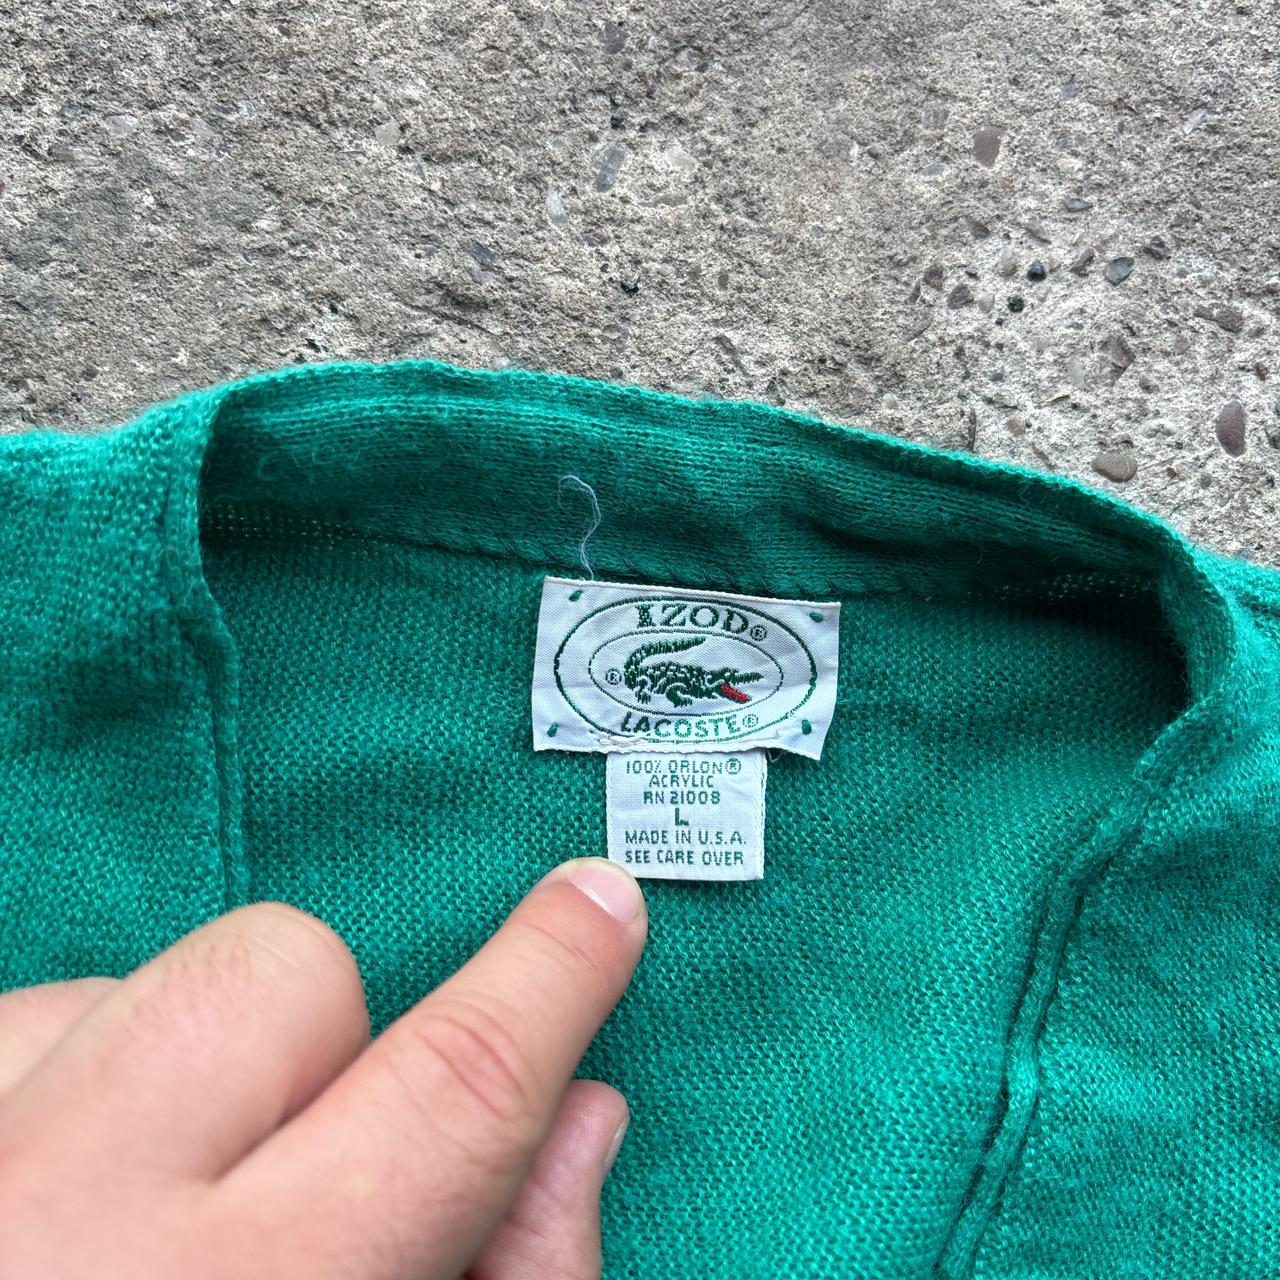 IZOD®
®
LACOSTE®
100% ORLON®
ACRYLIC
RN 21008
L
MADE IN U.S.A.
SEE CARE OVER